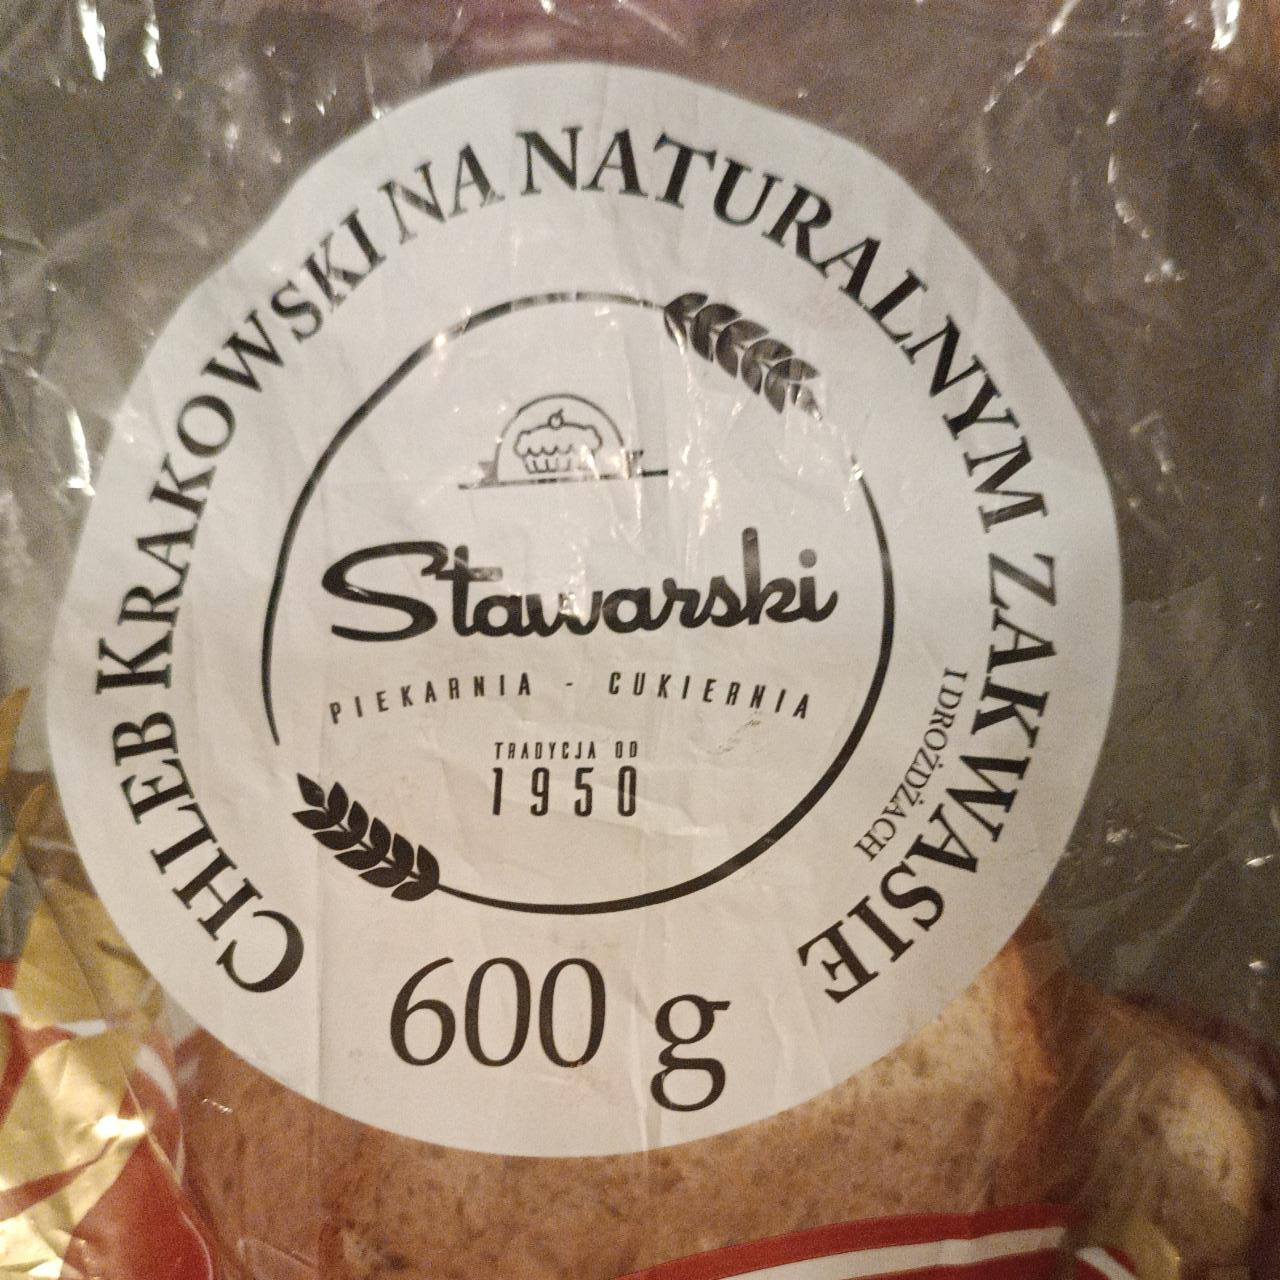 CHLEB KRAKOWSKI NA NATURALNYM ZAKWASIE
I DROŻDŻACH
Stawarski
PIEKARNIA - CUKIERNIA
TRADYCJA OD
1950
600 g